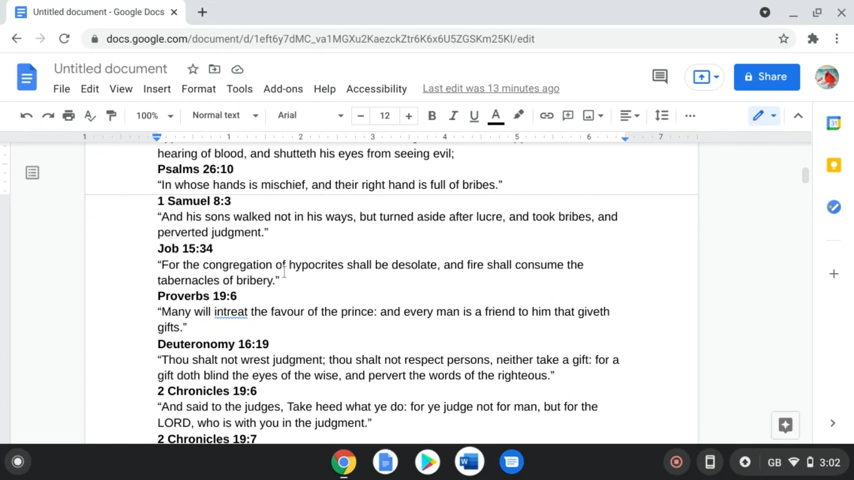 Untitled document
docs.google.com/document/d/1eft6y7dMC_va1MGXu2KaezckZtr6K6x6U5ZGSKm25KI/edit
Untitled document
File Edit View Insert Format Tools Add-ons Help Accessibility Last edit was 13 minutes ago
Share
100% Normal text Arial 12 B I U A
1 1 2 3 4 5 6 7
hearing of blood, and shutteth his eyes from seeing evil;
Psalms 26:10
“In whose hands is mischief, and their right hand is full of bribes.”
1 Samuel 8:3
“And his sons walked not in his ways, but turned aside after lucre, and took bribes, and
perverted judgment.”
Job 15:34
“For the congregation of hypocrites shall be desolate, and fire shall consume the
tabernacles of bribery.”
Proverbs 19:6
“Many will intreat the favour of the prince: and every man is a friend to him that giveth
gifts.”
Deuteronomy 16:19
“Thou shalt not wrest judgment; thou shalt not respect persons, neither take a gift: for a
gift doth blind the eyes of the wise, and pervert the words of the righteous.”
2 Chronicles 19:6
“And said to the judges, Take heed what ye do: for ye judge not for man, but for the
LORD, who is with you in the judgment.”
2 Chronicles 19:7
GB 3:02